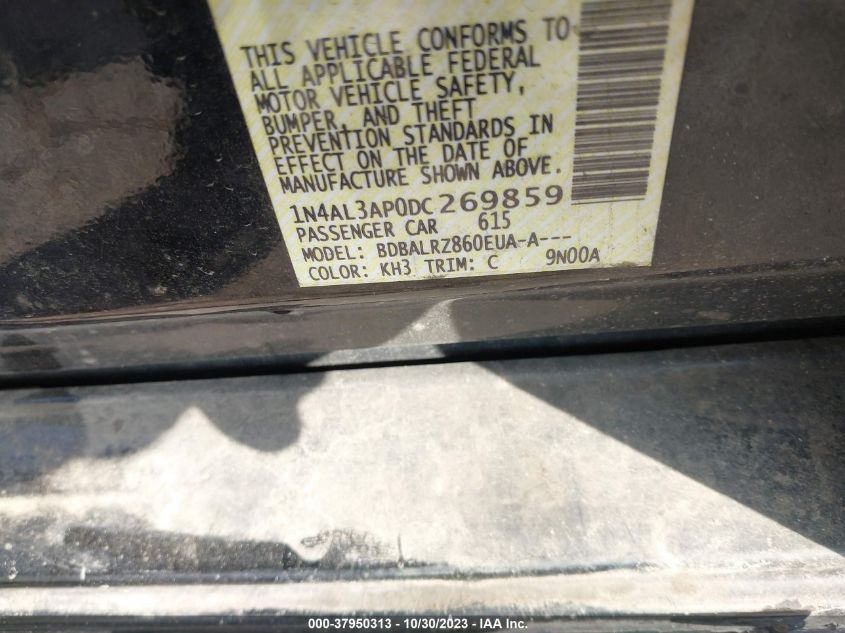 THIS VEHICLE CONFORMS TO
ALL APPLICABLE FEDERAL
MOTOR VEHICLE SAFETY,
BUMPER, AND THEFT
PREVENTION STANDARDS IN
EFFECT ON THE DATE OF
MANUFACTURE SHOWN ABOVE.
1N4AL3AP0DC269859
PASSENGER CAR 615
MODEL: BDBALRZ860EUA-A---
COLOR: KH3 TRIM: C 9N00A
000-37950313 - 10/30/2023 - IAA Inc.